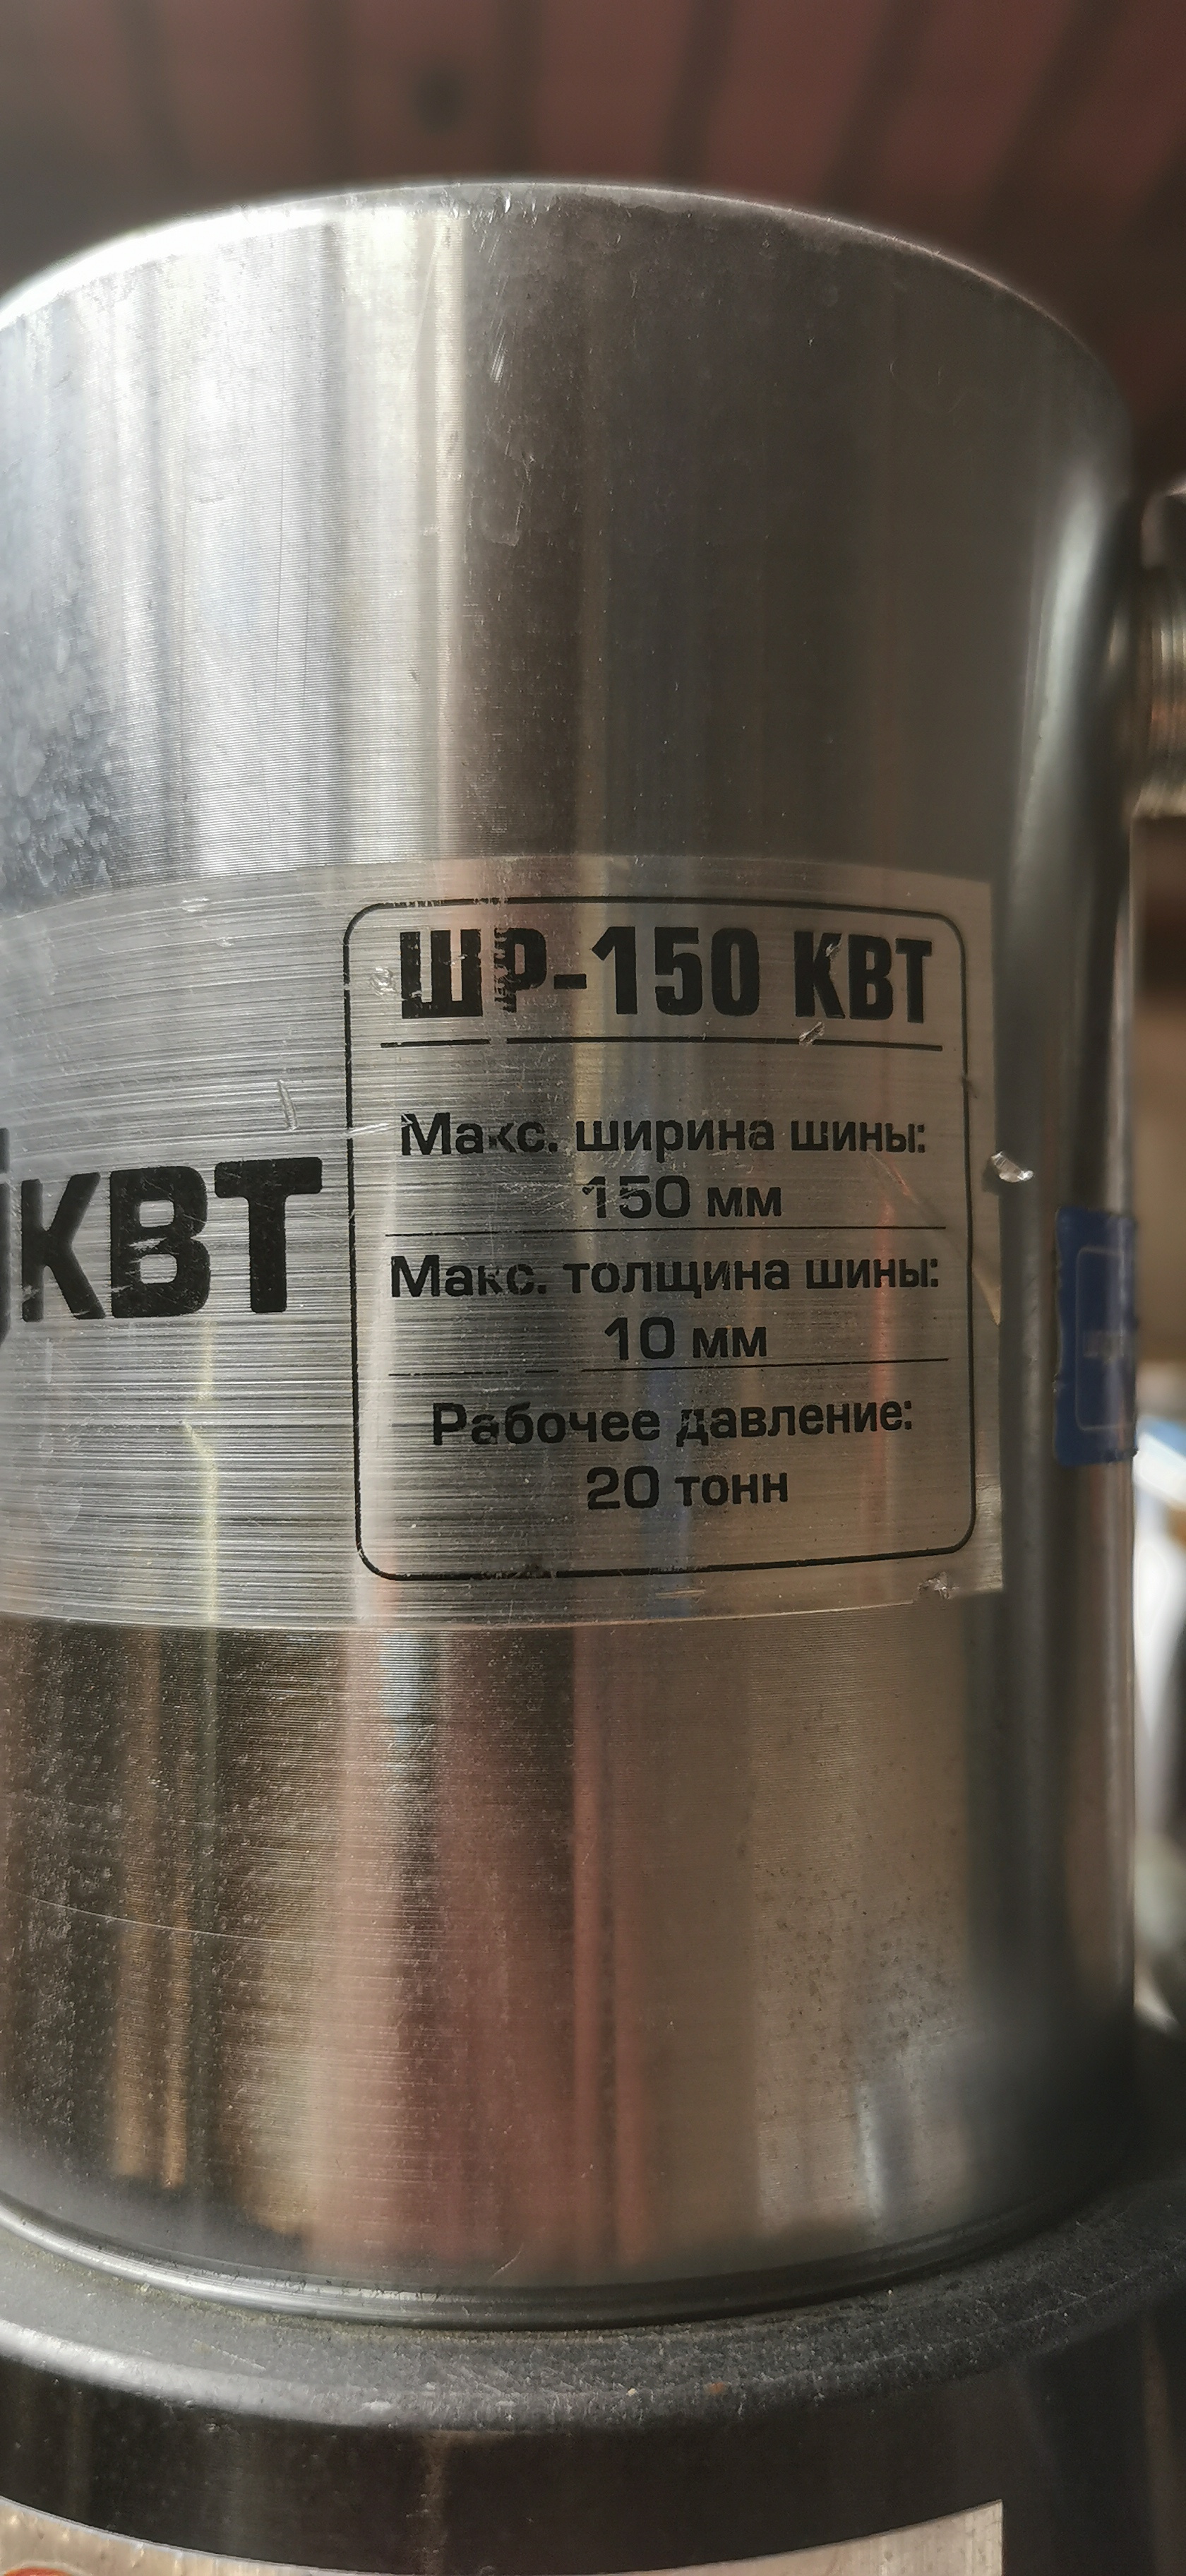 ШР-150 КВТ
Макс. ширина шины:
150 мм
КВТ
Макс. толщина шины:
10 мм
Рабочее давление:
20 тонн